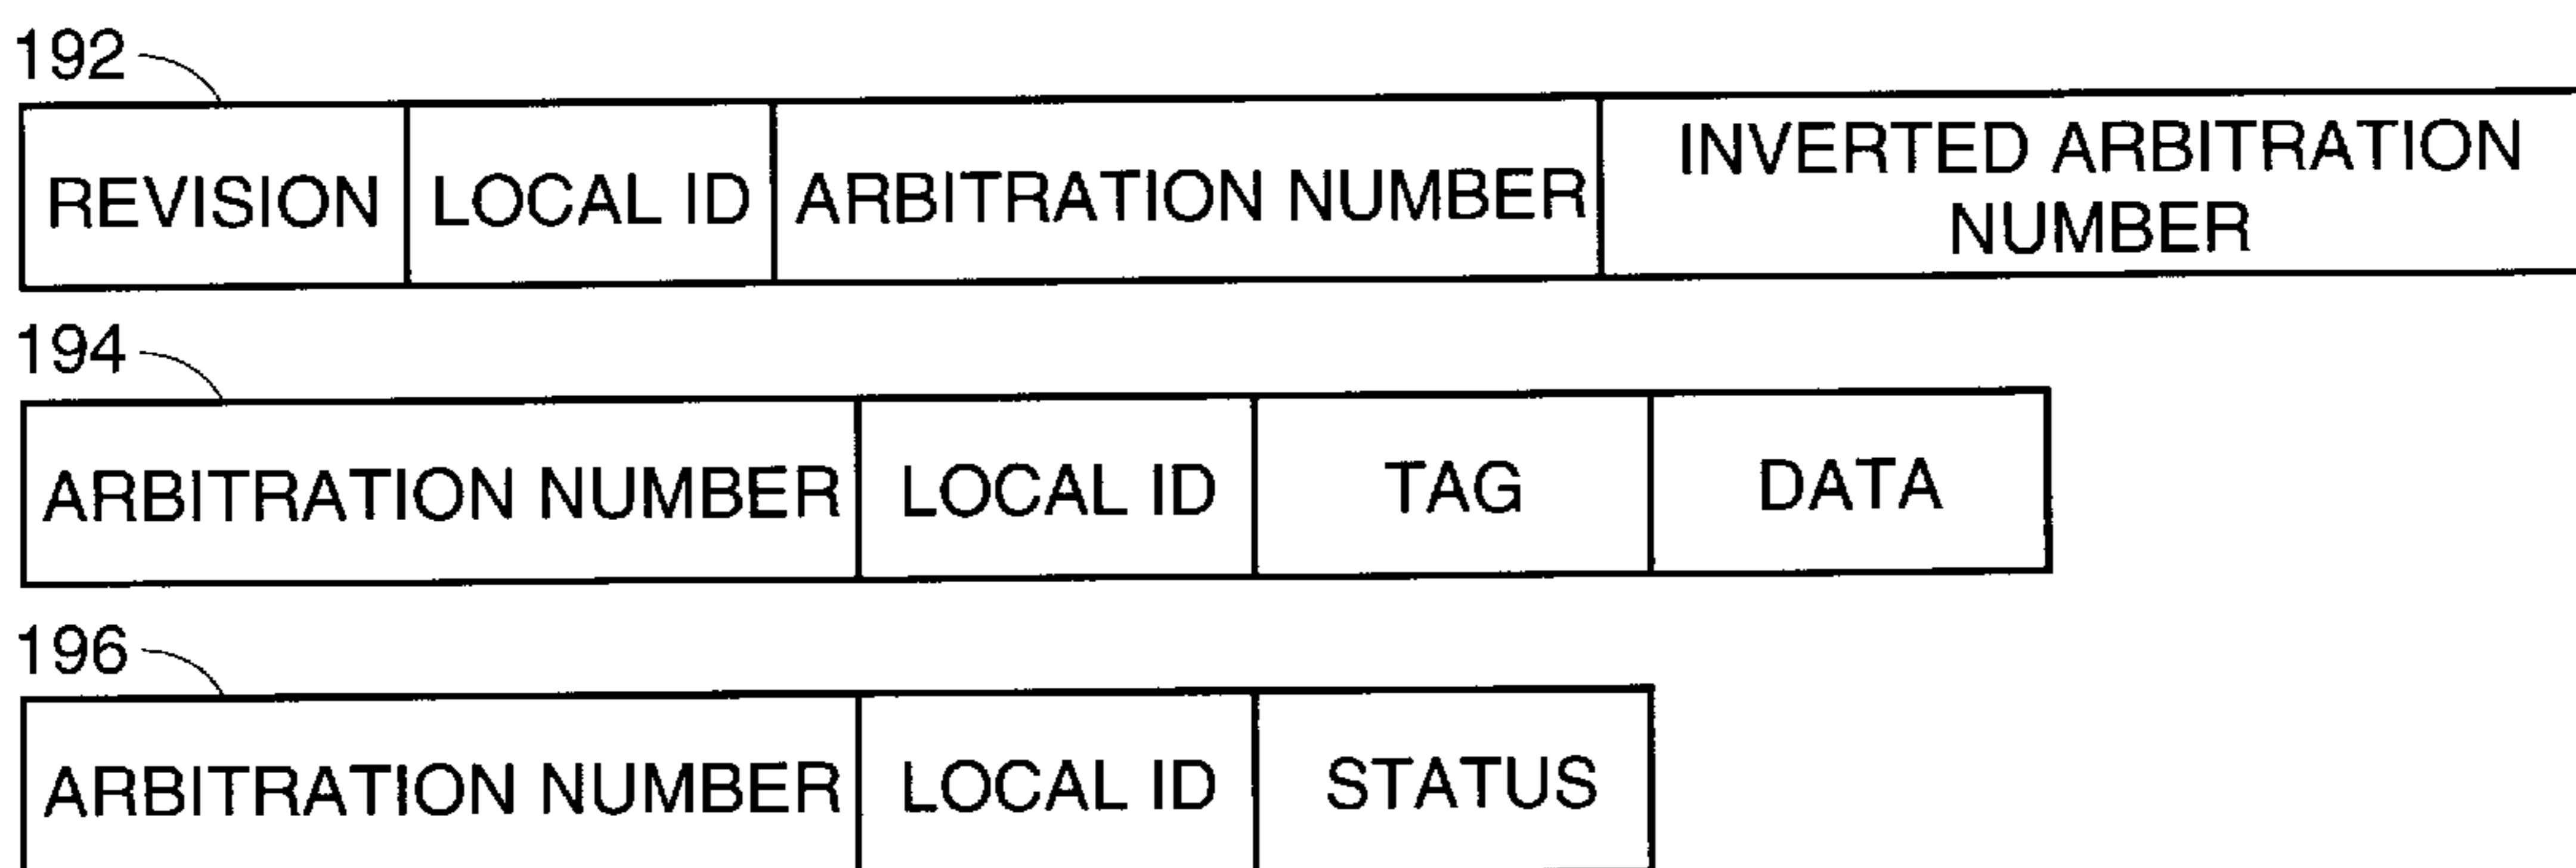 192
REVISION LOCAL ID ARBITRATION NUMBER INVERTED ARBITRATION
NUMBER
194
ARBITRATION NUMBER LOCAL ID TAG DATA
196
ARBITRATION NUMBER LOCAL ID STATUS